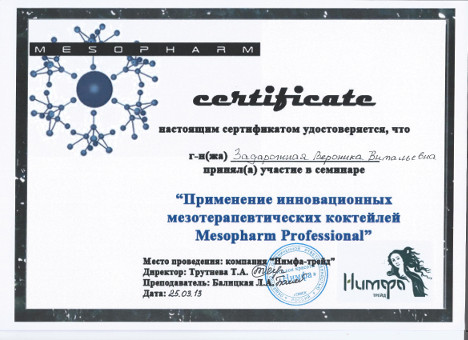 MESOPHARM
certificate
настоящим сертификатом удостоверяется, что
г-н(жа) Задорожная Вероника Витальевна
принял(а) участие в семинаре
“Применение инновационных
мезотерапевтических коктейлей
Mesopharm Professional”
Место проведения: компания "Нимфа-трейд"
Директор: Трутнева Т.А.
Преподаватель: Балицкая Л.А.
Дата: 25.03.13
Нимфа
ТРЕЙД